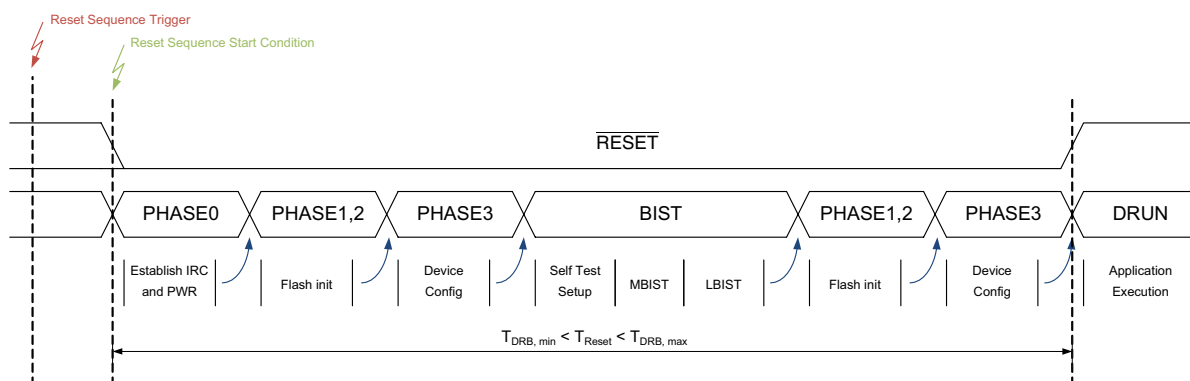 Reset Sequence Trigger
Reset Sequence Start Condition
RESET
PHASE0
PHASE1,2
PHASE3
BIST
PHASE1,2
PHASE3
DRUN
Establish IRC
and PWR
Flash init
Device
Config
Self Test
Setup
MBIST
LBIST
Flash init
Device
Config
Application
Execution
TDRB, min < TReset < TDRB, max